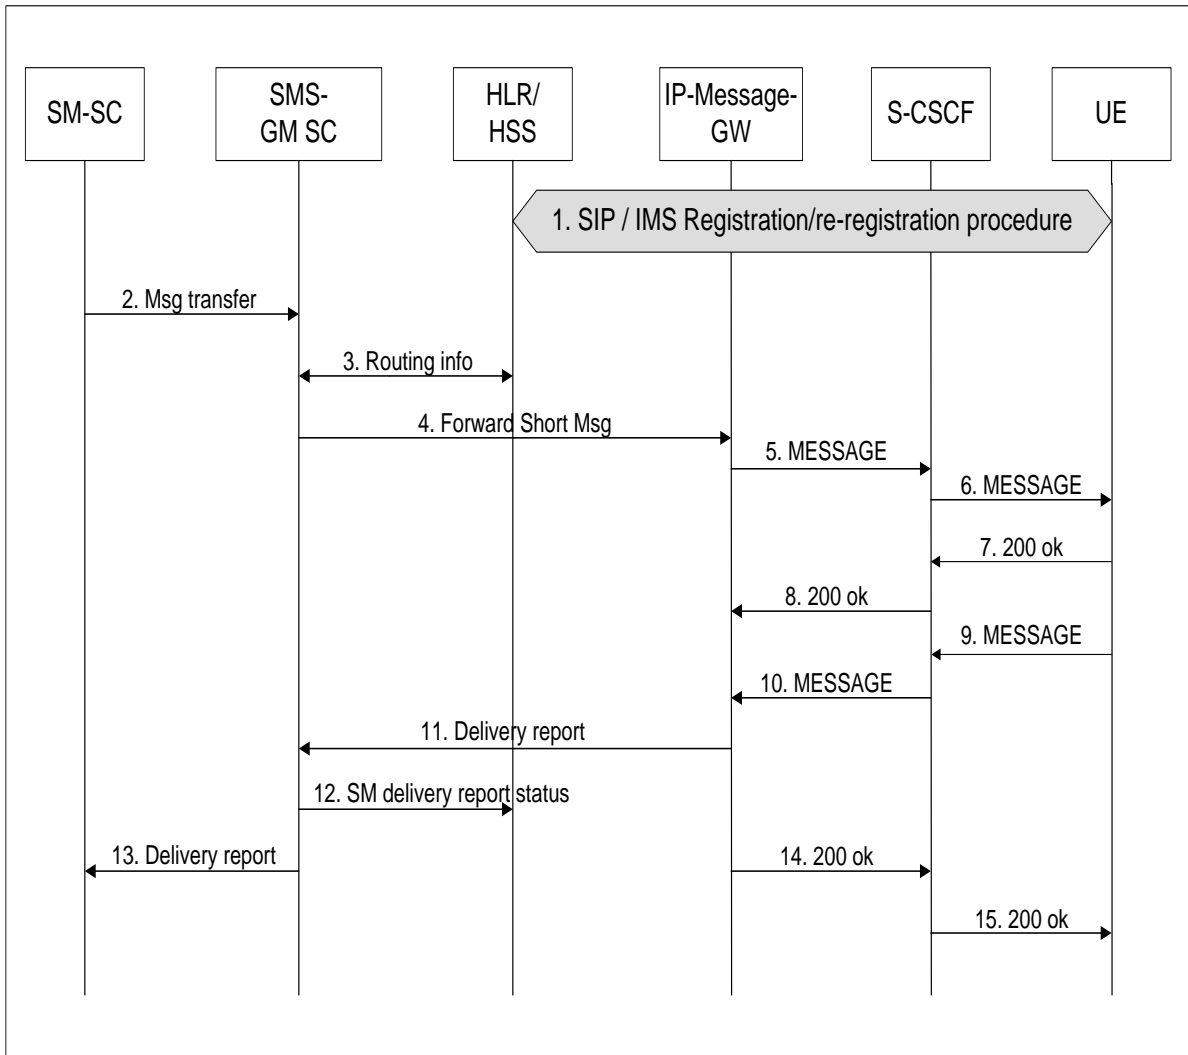 SM-SC
SMS-
GM SC
HLR/
HSS
IP-Message-
GW
S-CSCF
UE
1. SIP / IMS Registration/re-registration procedure
2. Msg transfer
3. Routing info
4. Forward Short Msg
5. MESSAGE
6. MESSAGE
7. 200 ok
8. 200 ok
9. MESSAGE
10. MESSAGE
11. Delivery report
12. SM delivery report status
13. Delivery report
14. 200 ok
15. 200 ok